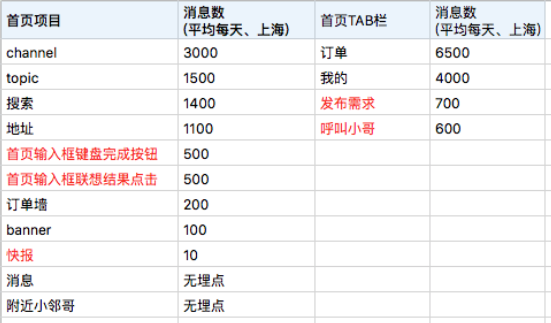 首页项目 消息数 (平均每天、上海) 首页TAB栏 消息数 (平均每天、上海)
channel 3000 订单 6500
topic 1500 我的 4000
搜索 1400 发布需求 700
地址 1100 呼叫小哥 600
首页输入框键盘完成按钮 500
首页输入框联想结果点击 500
订单墙 200
banner 100
快报 10
消息 无埋点
附近小邻哥 无埋点